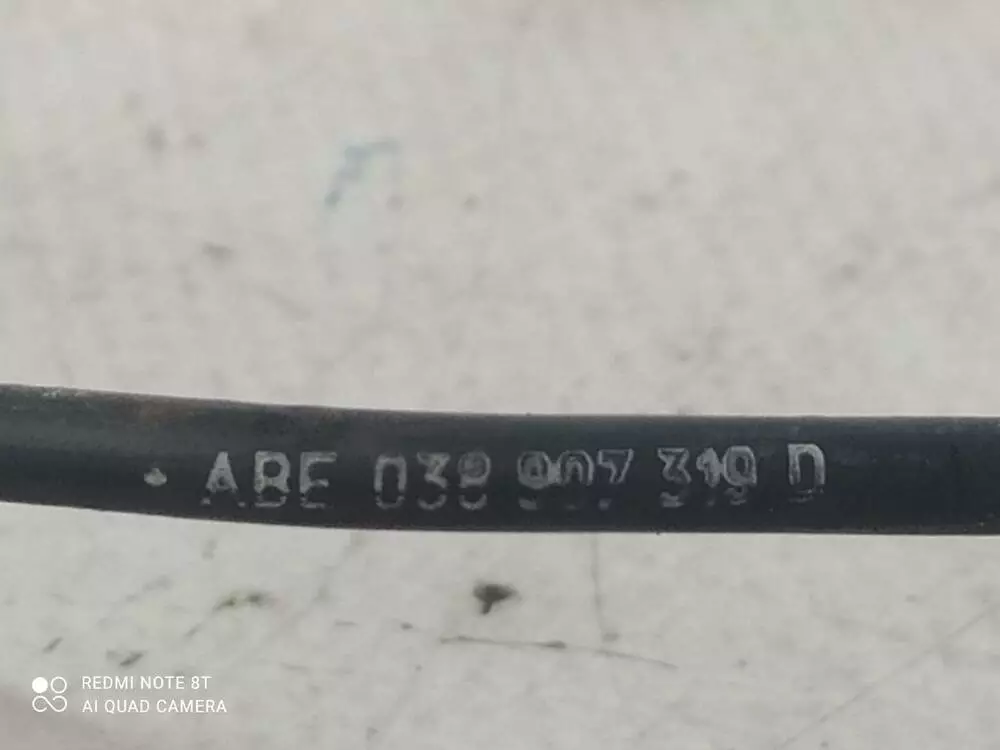 ABE 038 907 319 D
REDMI NOTE 8T
AI QUAD CAMERA